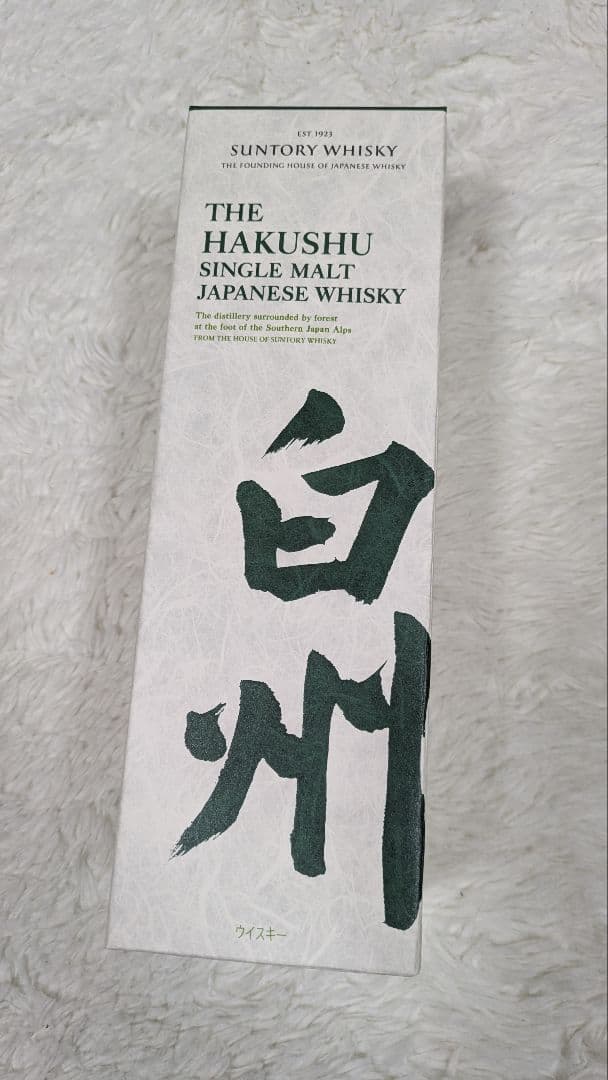 EST. 1923
SUNTORY WHISKY
THE FOUNDING HOUSE OF JAPANESE WHISKY
THE
HAKUSHU
SINGLE MALT
JAPANESE WHISKY
The distillery surrounded by forest
at the foot of the Southern Japan Alps
FROM THE HOUSE OF SUNTORY WHISKY
白
州
ウイスキー